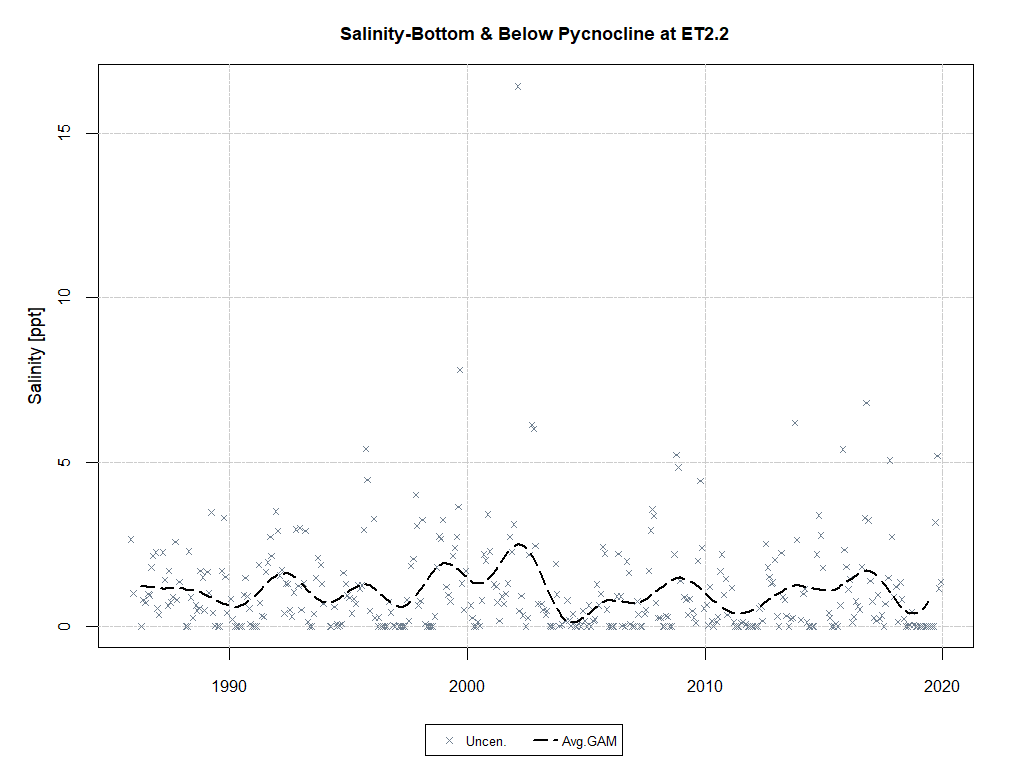 Salinity-Bottom & Below Pycnocline at ET2.2
Salinity [ppt]
15
10
5
0
1990
2000
2010
2020
Uncen.
Avg.GAM